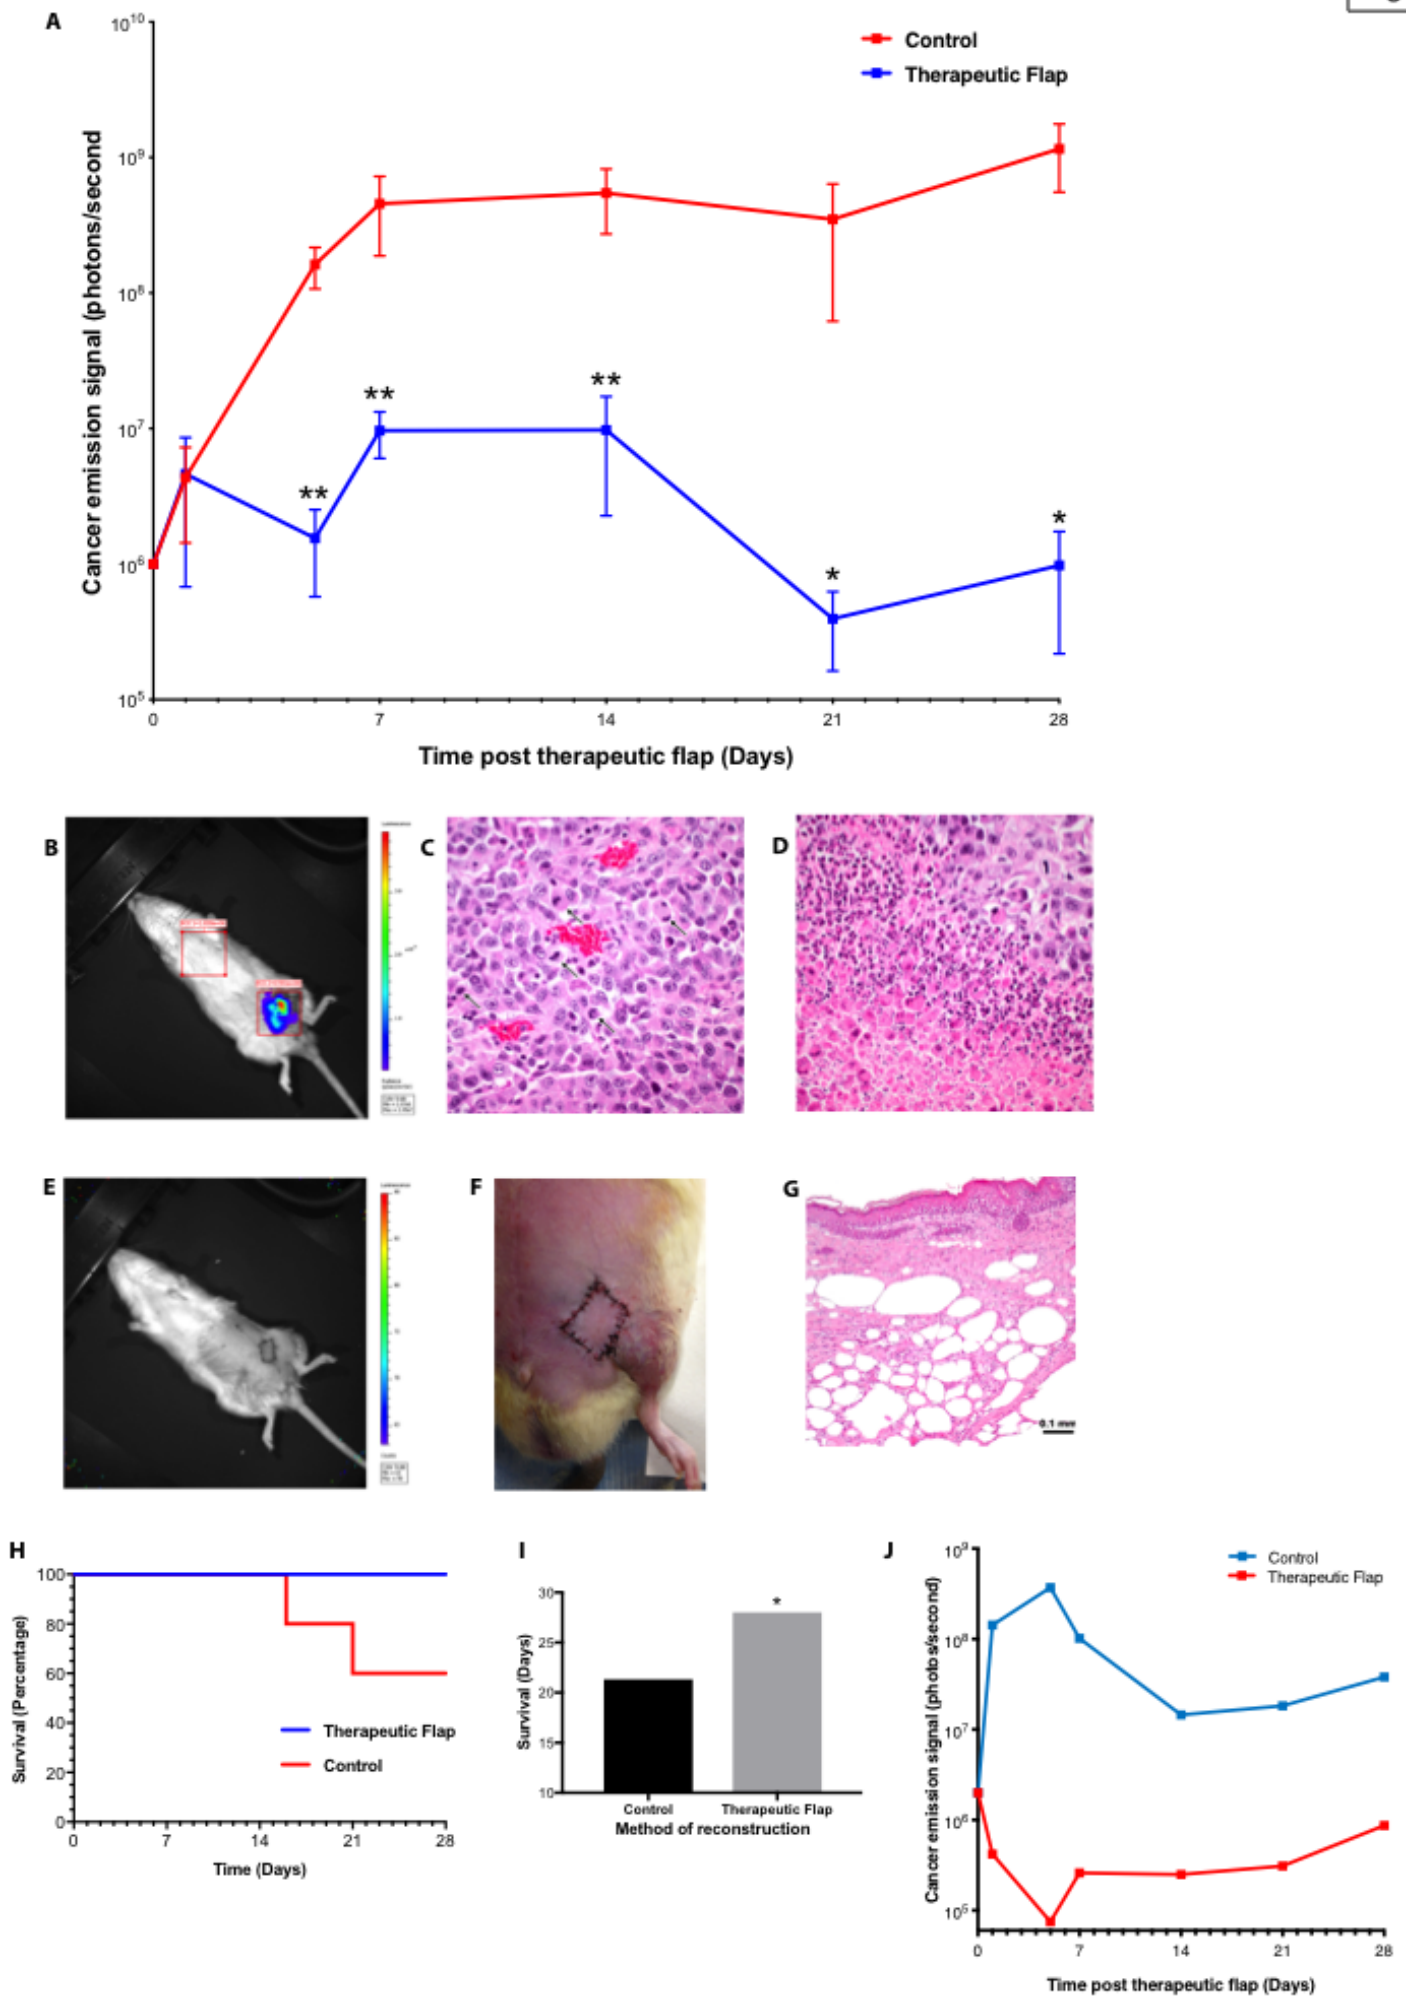 A
10^10
10^9
10^8
10^7
10^6
10^5
Cancer emission signal (photons/second)
Control
Therapeutic Flap
**
**
**
*
*
0
7
14
21
28
Time post therapeutic flap (Days)
B
C
D
E
F
G
0.1 mm
H
100
80
60
40
20
0
Survival (Percentage)
Therapeutic Flap
Control
0
7
14
21
28
Time (Days)
I
30
25
20
15
10
Survival (Days)
*
Control
Therapeutic Flap
Method of reconstruction
J
10^9
10^8
10^7
10^6
10^5
Cancer emission signal (photos/second)
Control
Therapeutic Flap
0
7
14
21
28
Time post therapeutic flap (Days)